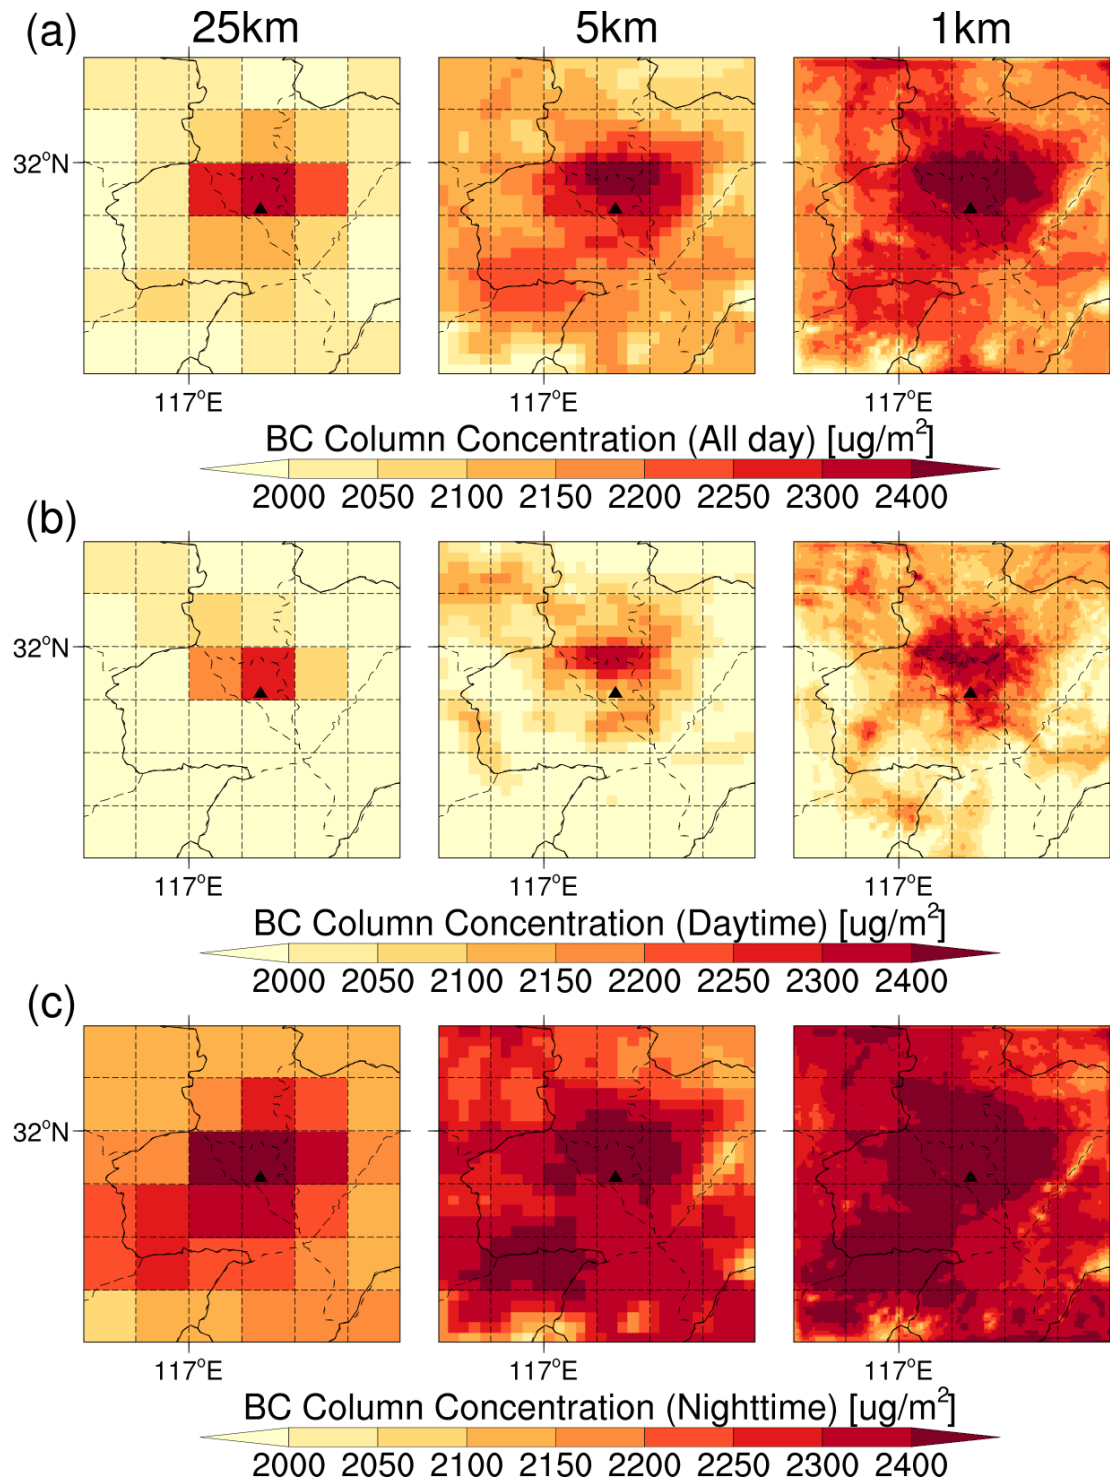 (a) 25km 5km 1km
32°N
117°E 117°E 117°E
BC Column Concentration (All day) [ug/m²]
2000 2050 2100 2150 2200 2250 2300 2400
(b)
32°N
117°E 117°E 117°E
BC Column Concentration (Daytime) [ug/m²]
2000 2050 2100 2150 2200 2250 2300 2400
(c)
32°N
117°E 117°E 117°E
BC Column Concentration (Nighttime) [ug/m²]
2000 2050 2100 2150 2200 2250 2300 2400